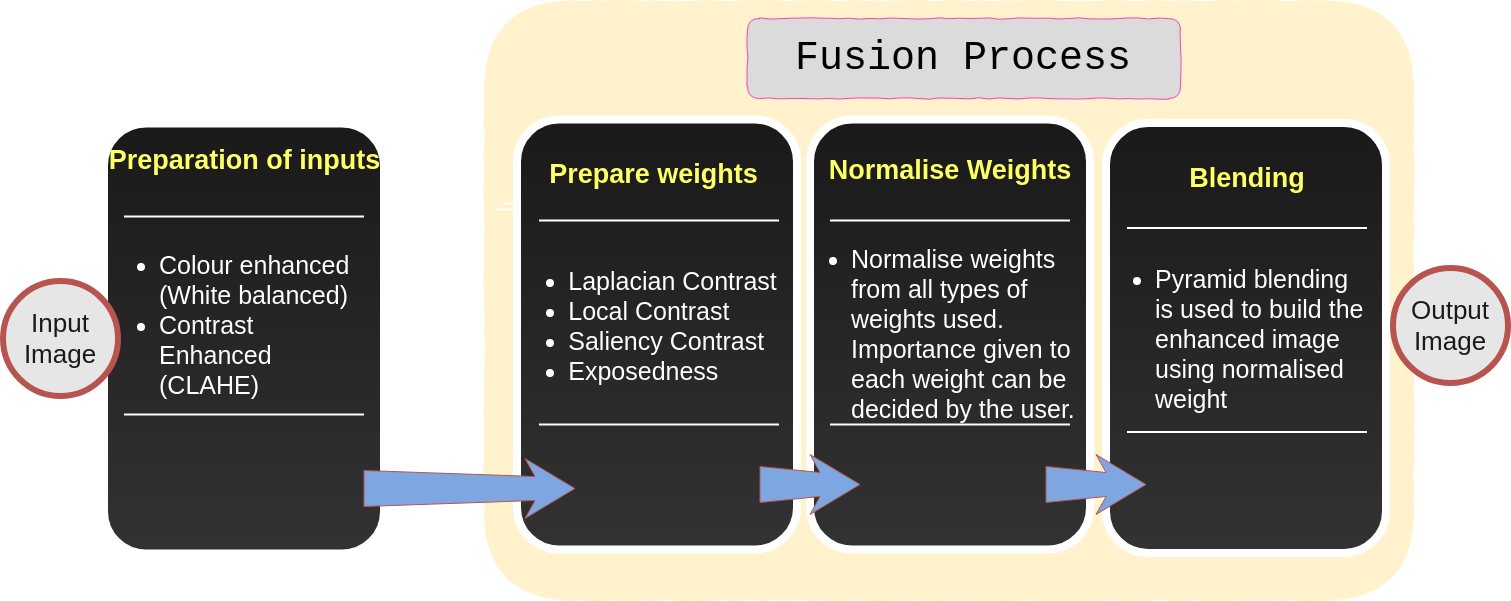 Fusion Process
Input
Image
Preparation of inputs
Colour enhanced
(White balanced)
Contrast
Enhanced
(CLAHE)
Prepare weights
Laplacian Contrast
Local Contrast
Saliency Contrast
Exposedness
Normalise Weights
Normalise weights
from all types of
weights used.
Importance given to
each weight can be
decided by the user.
Blending
Pyramid blending
is used to build the
enhanced image
using normalised
weight
Output
Image